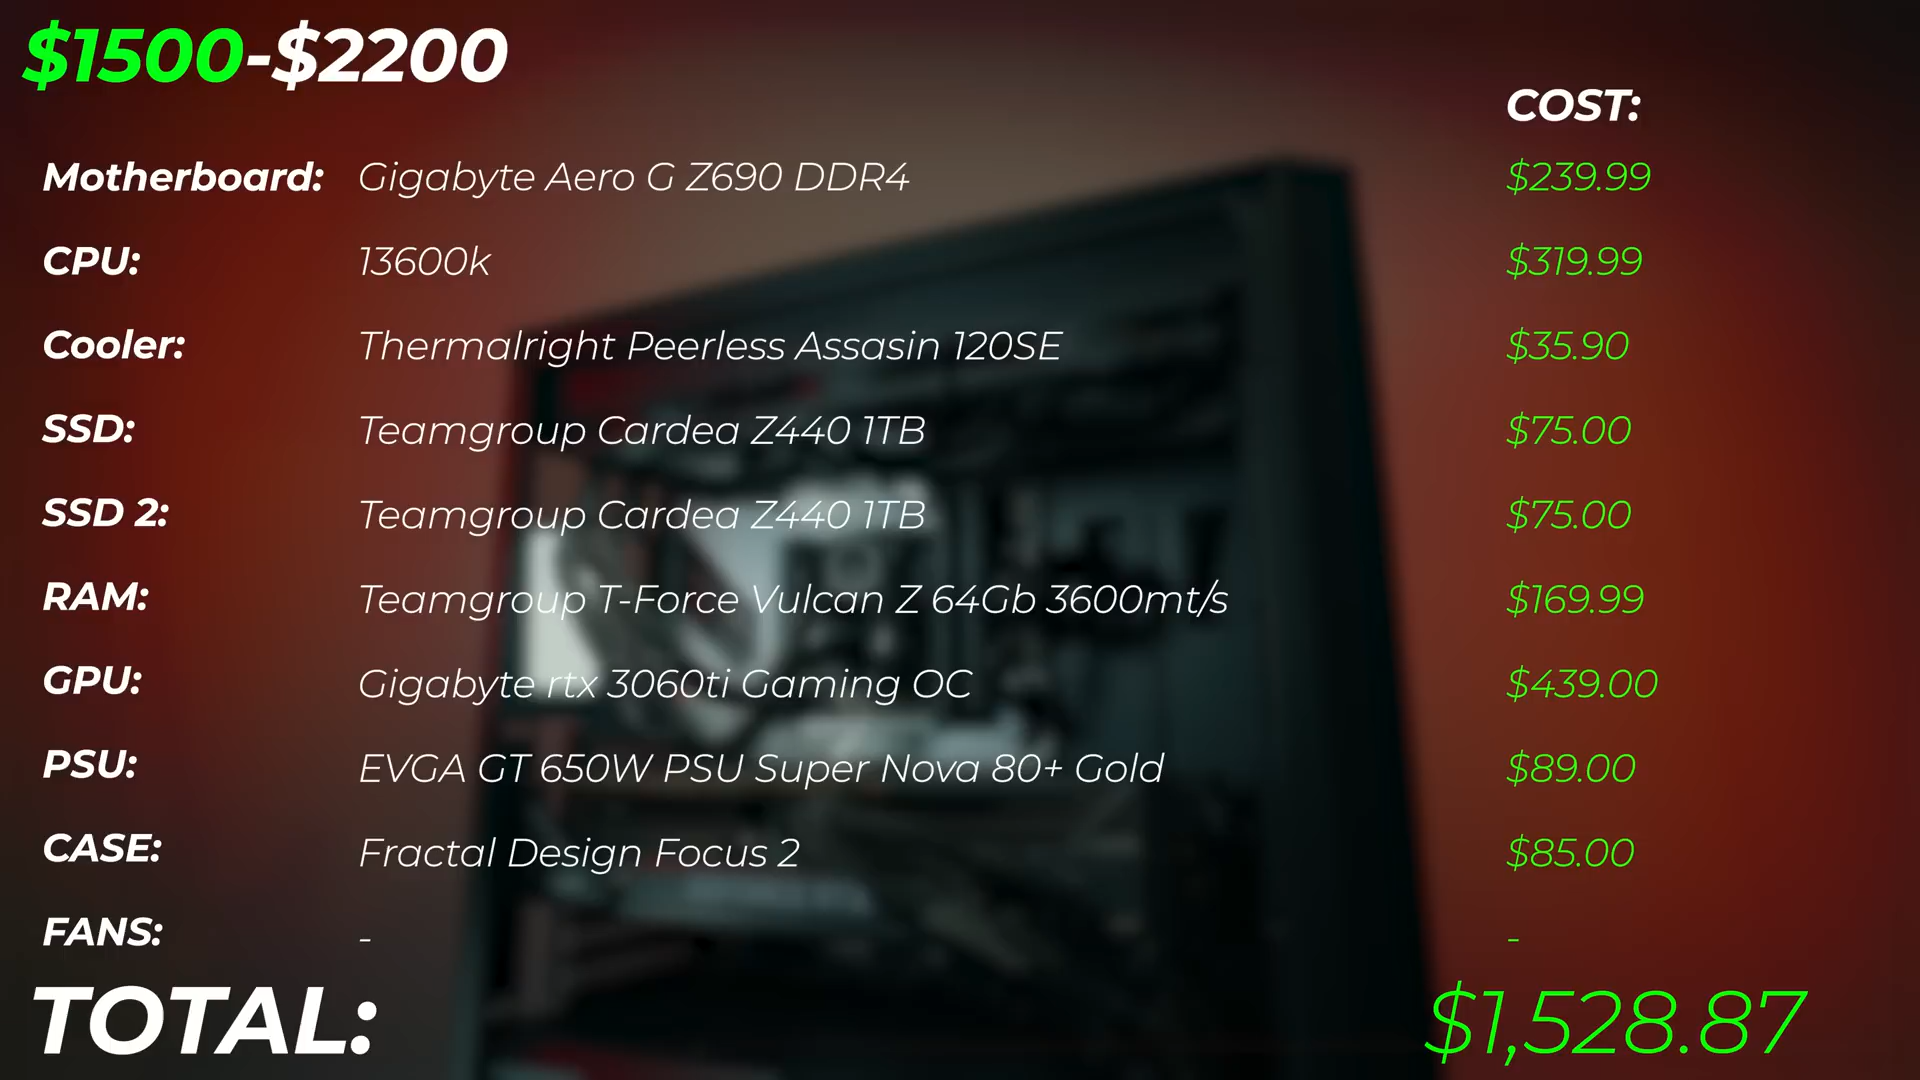 $1500-$2200
COST:
Motherboard: Gigabyte Aero G Z690 DDR4 $239.99
CPU: 13600k $319.99
Cooler: Thermalright Peerless Assasin 120SE $35.90
SSD: Teamgroup Cardea Z440 1TB $75.00
SSD 2: Teamgroup Cardea Z440 1TB $75.00
RAM: Teamgroup T-Force Vulcan Z 64Gb 3600mt/s $169.99
GPU: Gigabyte rtx 3060ti Gaming OC $439.00
PSU: EVGA GT 650W PSU Super Nova 80+ Gold $89.00
CASE: Fractal Design Focus 2 $85.00
FANS: - -
TOTAL: $1,528.87